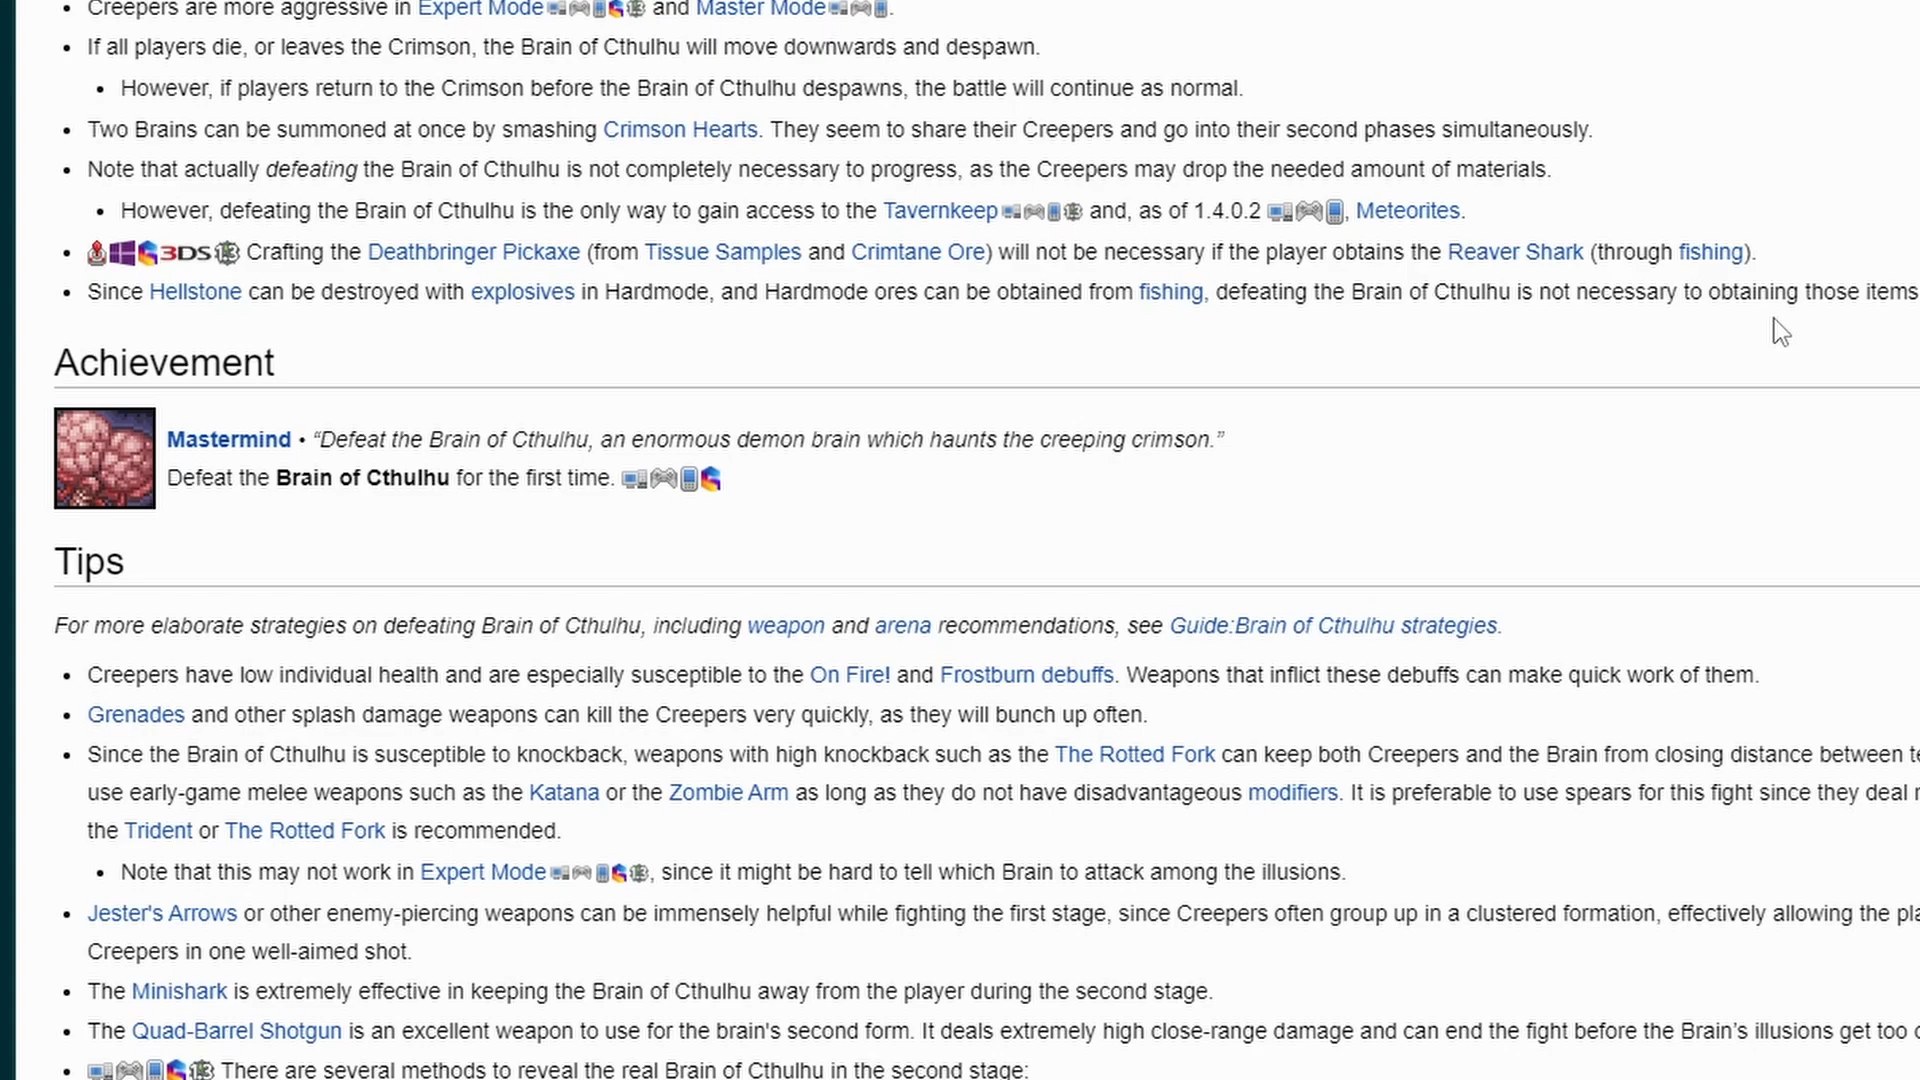 Creepers are more aggressive in Expert Mode and Master Mode.
If all players die, or leaves the Crimson, the Brain of Cthulhu will move downwards and despawn.
However, if players return to the Crimson before the Brain of Cthulhu despawns, the battle will continue as normal.
Two Brains can be summoned at once by smashing Crimson Hearts. They seem to share their Creepers and go into their second phases simultaneously.
Note that actually defeating the Brain of Cthulhu is not completely necessary to progress, as the Creepers may drop the needed amount of materials.
However, defeating the Brain of Cthulhu is the only way to gain access to the Tavernkeep and, as of 1.4.0.2 , Meteorites.
3DS Crafting the Deathbringer Pickaxe (from Tissue Samples and Crimtane Ore) will not be necessary if the player obtains the Reaver Shark (through fishing).
Since Hellstone can be destroyed with explosives in Hardmode, and Hardmode ores can be obtained from fishing, defeating the Brain of Cthulhu is not necessary to obtaining those items
Achievement
Mastermind • “Defeat the Brain of Cthulhu, an enormous demon brain which haunts the creeping crimson.”
Defeat the Brain of Cthulhu for the first time.
Tips
For more elaborate strategies on defeating Brain of Cthulhu, including weapon and arena recommendations, see Guide:Brain of Cthulhu strategies.
Creepers have low individual health and are especially susceptible to the On Fire! and Frostburn debuffs. Weapons that inflict these debuffs can make quick work of them.
Grenades and other splash damage weapons can kill the Creepers very quickly, as they will bunch up often.
Since the Brain of Cthulhu is susceptible to knockback, weapons with high knockback such as the The Rotted Fork can keep both Creepers and the Brain from closing distance between
use early-game melee weapons such as the Katana or the Zombie Arm as long as they do not have disadvantageous modifiers. It is preferable to use spears for this fight since they deal
the Trident or The Rotted Fork is recommended.
Note that this may not work in Expert Mode , since it might be hard to tell which Brain to attack among the illusions.
Jester's Arrows or other enemy-piercing weapons can be immensely helpful while fighting the first stage, since Creepers often group up in a clustered formation, effectively allowing the
Creepers in one well-aimed shot.
The Minishark is extremely effective in keeping the Brain of Cthulhu away from the player during the second stage.
The Quad-Barrel Shotgun is an excellent weapon to use for the brain's second form. It deals extremely high close-range damage and can end the fight before the Brain’s illusions get too
There are several methods to reveal the real Brain of Cthulhu in the second stage: